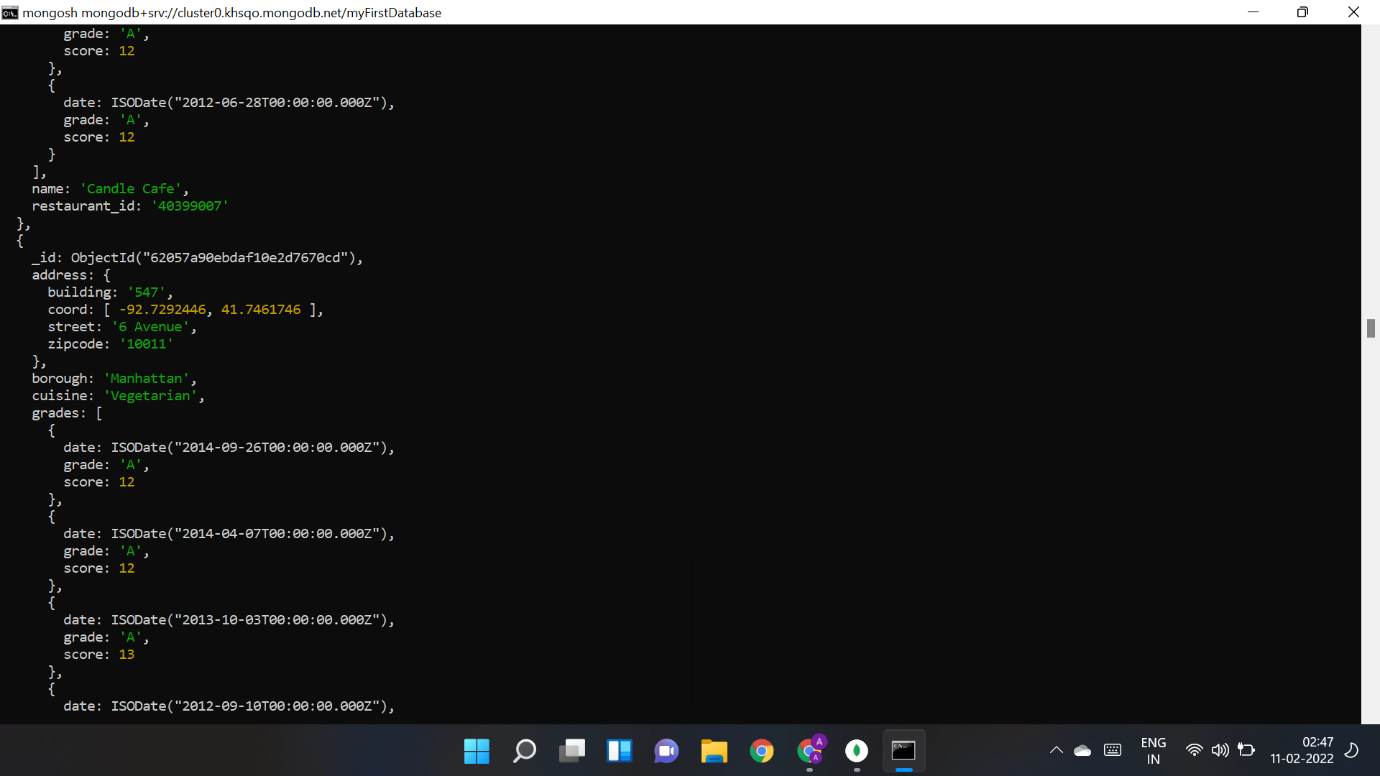 mongosh mongodb+srv://cluster0.khsqo.mongodb.net/myFirstDatabase
grade: 'A',
score: 12
},
{
date: ISODate("2012-06-28T00:00:00.000Z"),
grade: 'A',
score: 12
}
],
name: 'Candle Cafe',
restaurant_id: '40399007'
},
{
_id: ObjectId("62057a90ebdaf10e2d7670cd"),
address: {
building: '547',
coord: [ -92.7292446, 41.7461746 ],
street: '6 Avenue',
zipcode: '10011'
},
borough: 'Manhattan',
cuisine: 'Vegetarian',
grades: [
{
date: ISODate("2014-09-26T00:00:00.000Z"),
grade: 'A',
score: 12
},
{
date: ISODate("2014-04-07T00:00:00.000Z"),
grade: 'A',
score: 12
},
{
date: ISODate("2013-10-03T00:00:00.000Z"),
grade: 'A',
score: 13
},
{
date: ISODate("2012-09-10T00:00:00.000Z"),
A
A
ENG
IN
02:47
11-02-2022